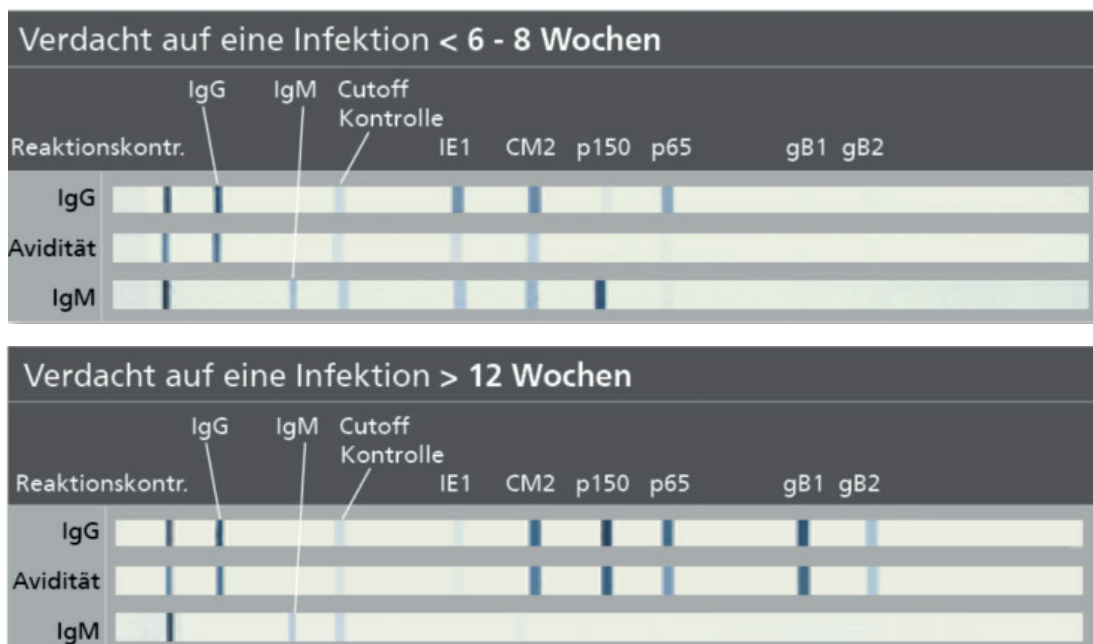 Verdacht auf eine Infektion < 6 - 8 Wochen
IgG IgM Cutoff
Kontrolle
Reaktionskontr. IE1 CM2 p150 p65 gB1 gB2
IgG
Avidität
IgM
Verdacht auf eine Infektion > 12 Wochen
IgG IgM Cutoff
Kontrolle
Reaktionskontr. IE1 CM2 p150 p65 gB1 gB2
IgG
Avidität
IgM